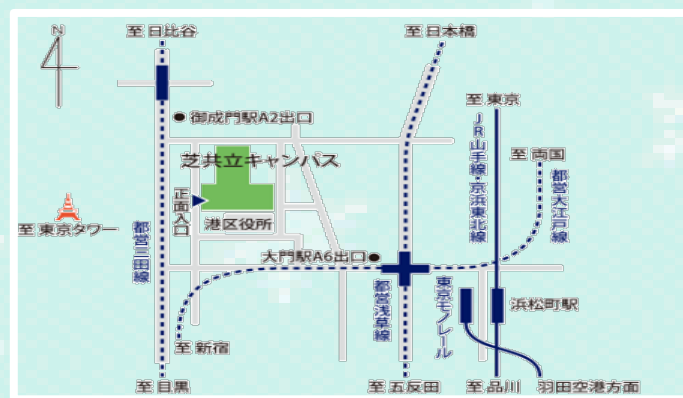 N
至 日比谷
至 日本橋
至 東京
御成門駅A2出口
JR山手線・京浜東北線
至 両国
芝共立キャンパス
都営大江戸線
正面入口
港区役所
至 東京タワー
都営三田線
大門駅A6出口
都営浅草線
東京モノレール
浜松町駅
至 新宿
至 目黒
至 五反田
至 品川
羽田空港方面